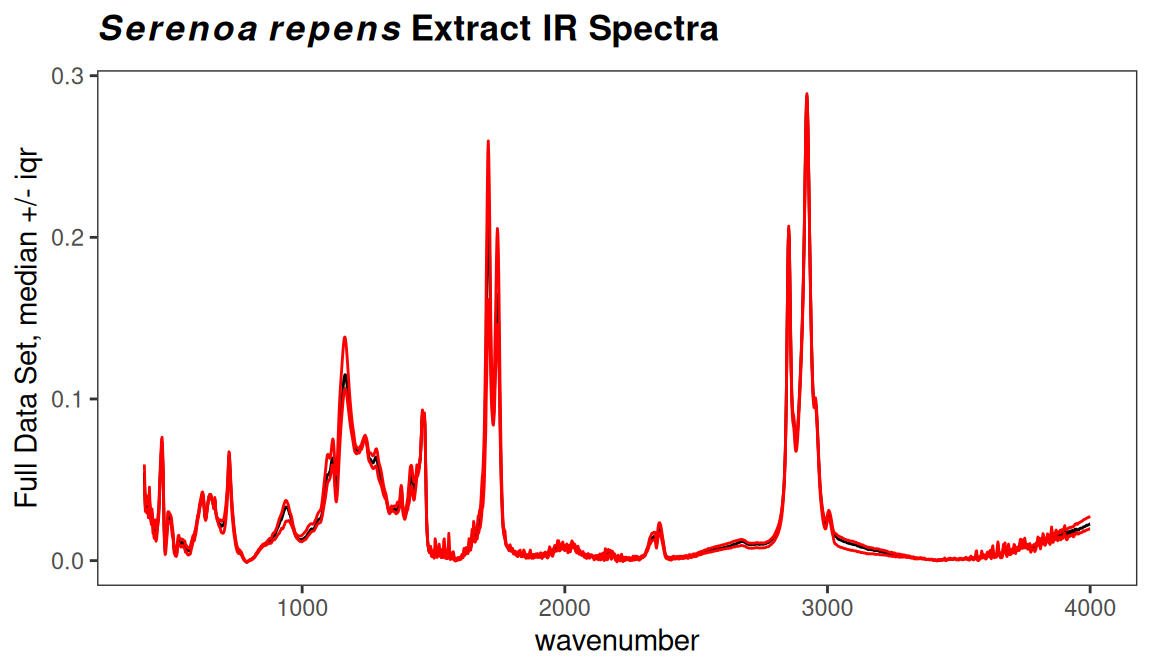 Serenoa repens Extract IR Spectra
Full Data Set, median +/- iqr
0.3
0.2
0.1
0.0
1000 2000 3000 4000
wavenumber